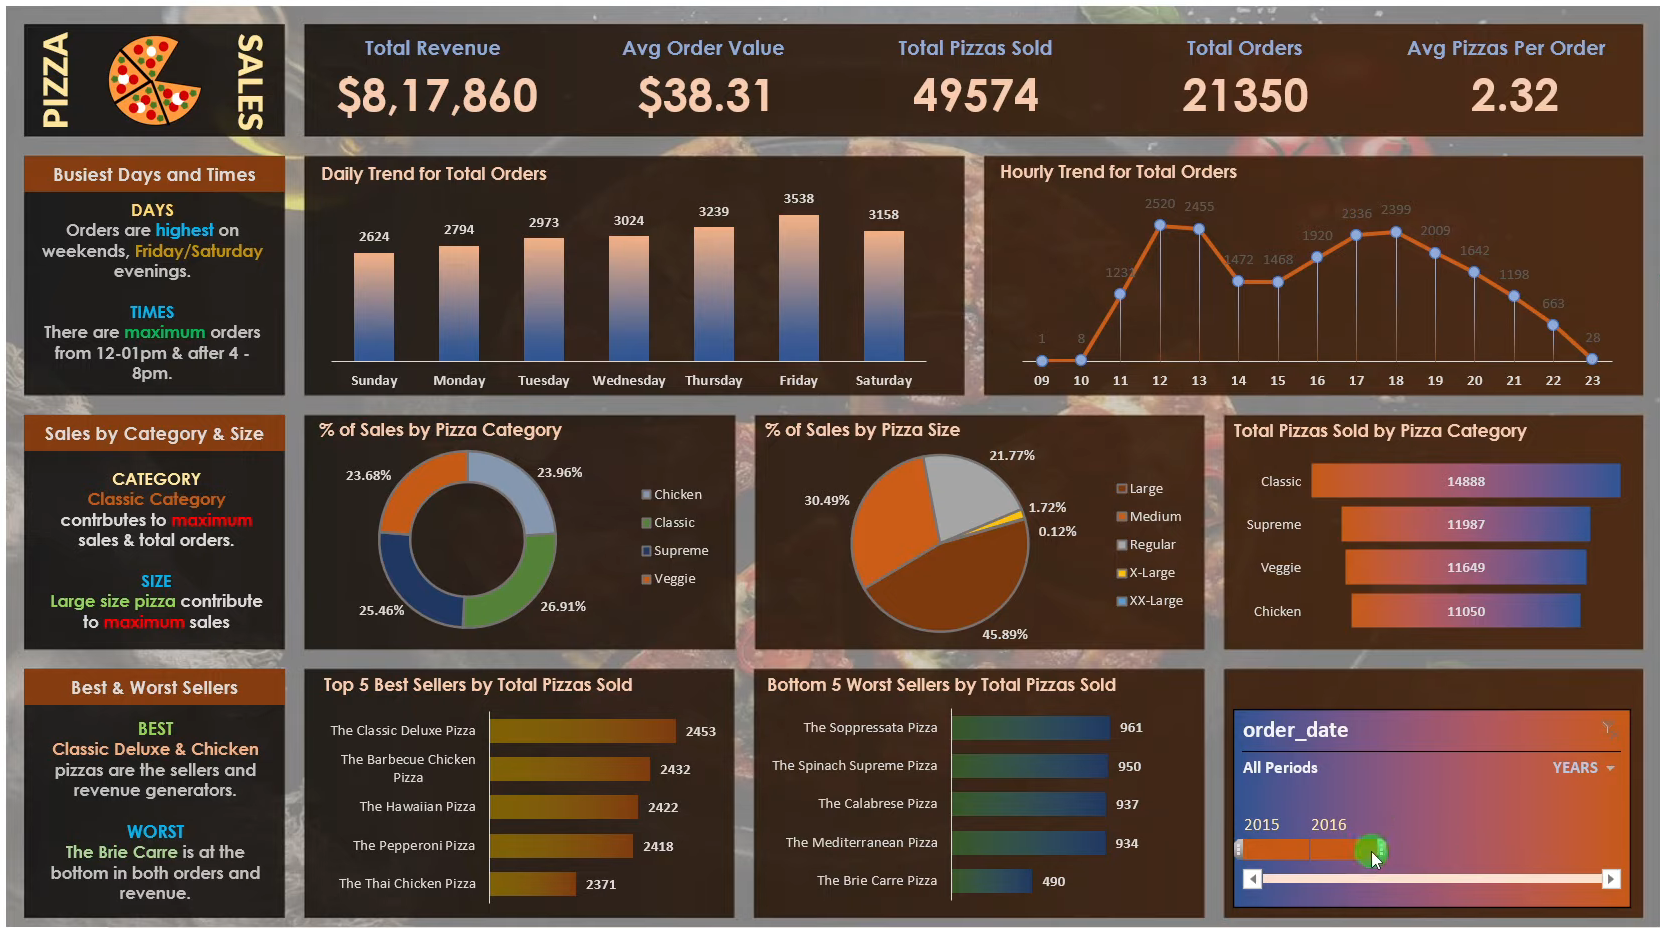 PIZZA
SALES
Total Revenue
$8,17,860
Avg Order Value
$38.31
Total Pizzas Sold
49574
Total Orders
21350
Avg Pizzas Per Order
2.32
Busiest Days and Times
DAYS
Orders are highest on
weekends, Friday/Saturday
evenings.
TIMES
There are maximum orders
from 12-01pm & after 4 -
8pm.
Daily Trend for Total Orders
2624
2794
2973
3024
3239
3538
3158
Sunday
Monday
Tuesday
Wednesday
Thursday
Friday
Saturday
Hourly Trend for Total Orders
1
8
1231
2520
2455
1472
1468
1920
2336
2399
2009
1642
1198
663
28
09
10
11
12
13
14
15
16
17
18
19
20
21
22
23
Sales by Category & Size
CATEGORY
Classic Category
contrbutes to maximum
sales & total orders.
SIZE
Large size pizza contribute
to maximum sales
% of Sales by Pizza Category
23.68%
23.96%
25.46%
26.91%
Chicken
Classic
Supreme
Veggie
% of Sales by Pizza Size
21.77%
30.49%
1.72%
0.12%
45.89%
Large
Medium
Regular
X-Large
XX-Large
Total Pizzas Sold by Pizza Category
Classic 14888
Supreme 11987
Veggie 11649
Chicken 11050
Best & Worst Sellers
BEST
Classic Deluxe & Chicken
pizzas are the sellers and
revenue generators.
WORST
The Brie Carre is at the
bottom in both orders and
revenue.
Top 5 Best Sellers by Total Pizzas Sold
The Classic Deluxe Pizza 2453
The Barbecue Chicken
Pizza 2432
The Hawaiian Pizza 2422
The Pepperoni Pizza 2418
The Thai Chicken Pizza 2371
Bottom 5 Worst Sellers by Total Pizzas Sold
The Soppressata Pizza 961
The Spinach Supreme Pizza 950
The Calabrese Pizza 937
The Mediterranean Pizza 934
The Brie Carre Pizza 490
order_date
All Periods
YEARS
2015
2016